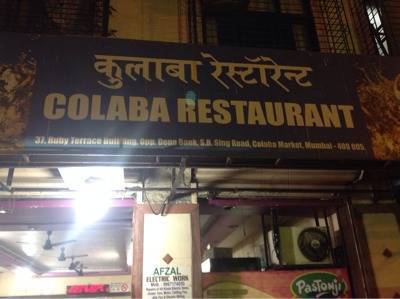 कुलाबा रेस्टॉरेन्ट
COLABA RESTAURANT
37, Ruby Terrace Building, Opp. Dena Bank, S.B. Sing Road, Colaba Market, Mumbai - 400 005.
AFZAL
ELECTRIC WORK
Pastonji